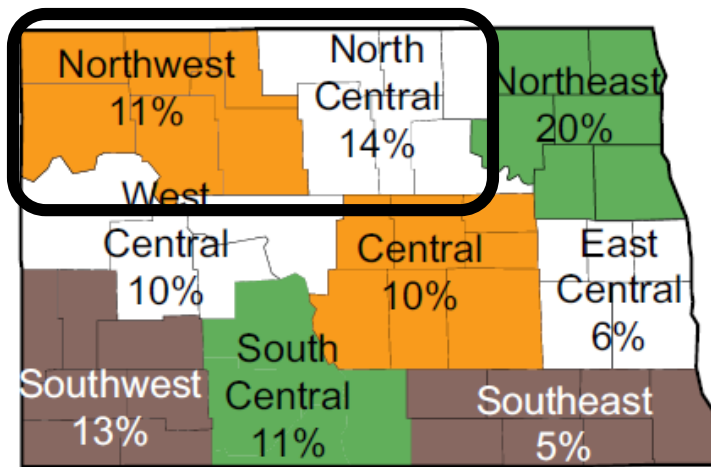 Northwest
11%
North
Central
14%
Northeast
20%
West
Central
10%
Central
10%
East
Central
6%
Southwest
13%
South
Central
11%
Southeast
5%